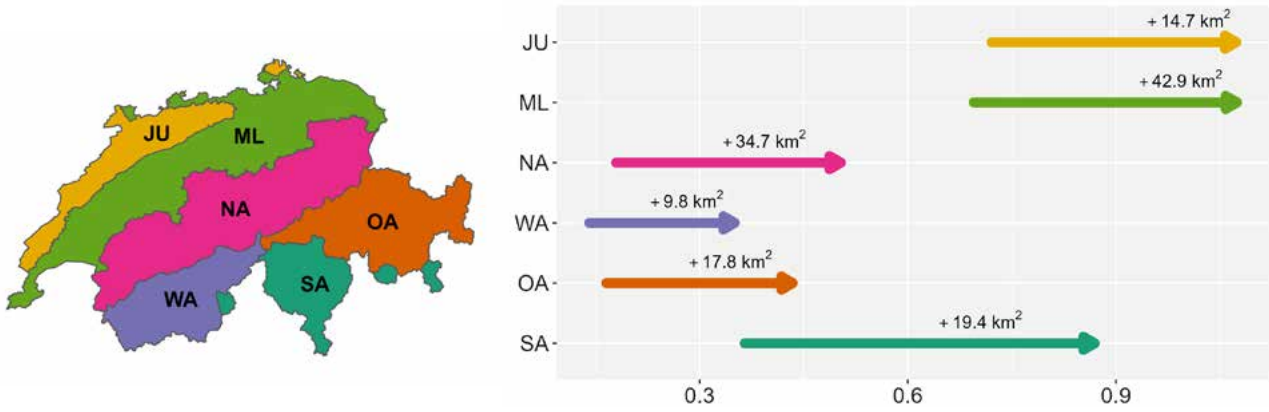 JU
ML
NA
OA
WA
SA
JU
+ 14.7 km²
ML
+ 42.9 km²
NA
+ 34.7 km²
WA
+ 9.8 km²
OA
+ 17.8 km²
SA
+ 19.4 km²
0.3 0.6 0.9